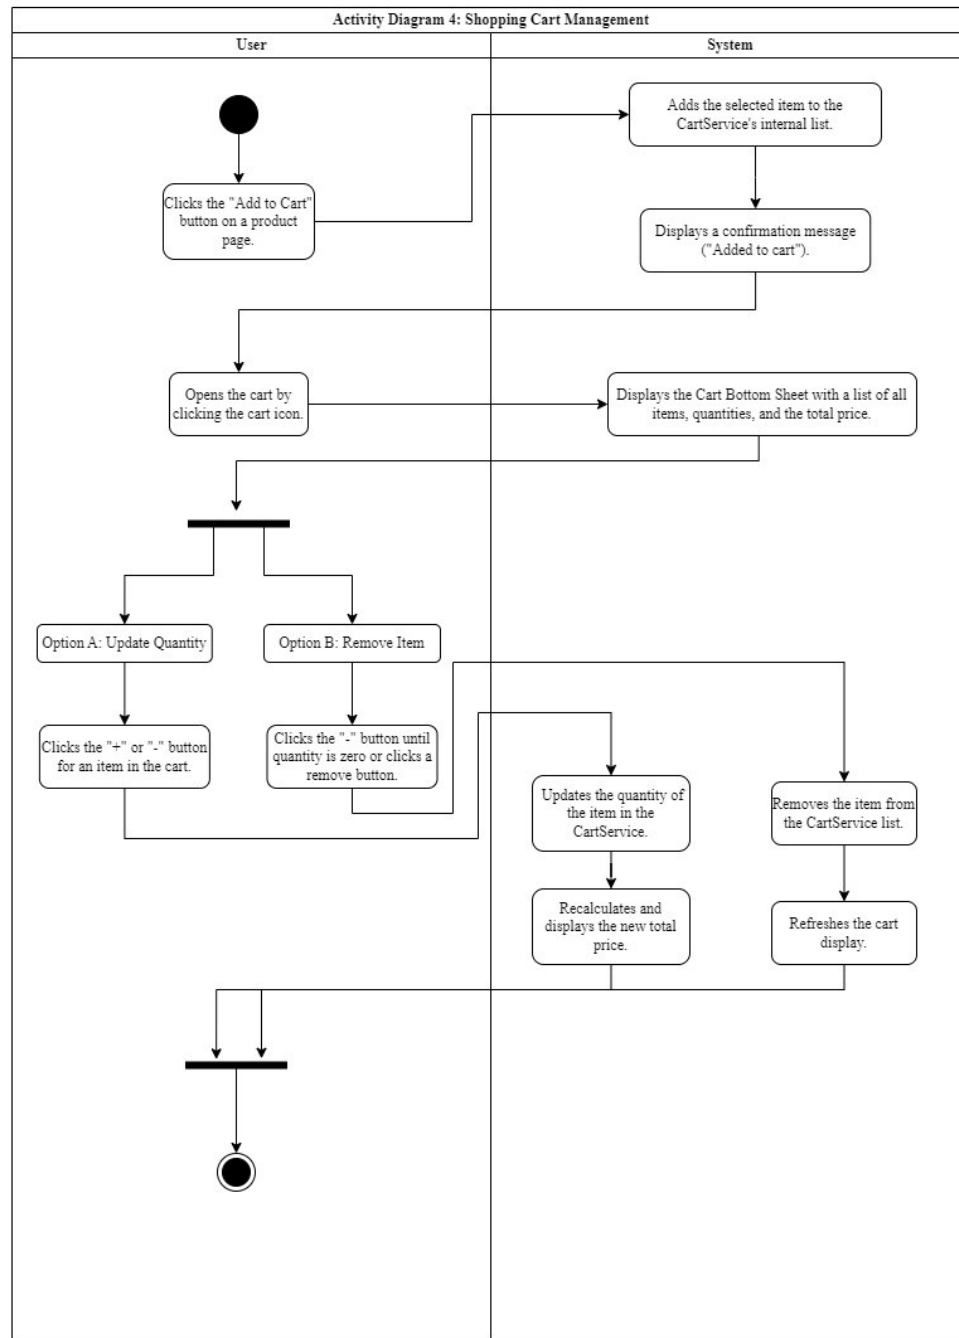 Activity Diagram 4: Shopping Cart Management
User
System
Adds the selected item to the
CartService's internal list.
Clicks the "Add to Cart"
button on a product
page.
Displays a confirmation message
("Added to cart").
Opens the cart by
clicking the cart icon.
Displays the Cart Bottom Sheet with a list of all
items, quantities, and the total price.
Option A: Update Quantity
Option B: Remove Item
Clicks the "+" or "-" button
for an item in the cart.
Clicks the "-" button until
quantity is zero or clicks a
remove button.
Updates the quantity of
the item in the
CartService.
Removes the item from
the CartService list.
Recalculates and
displays the new total
price.
Refreshes the cart
display.